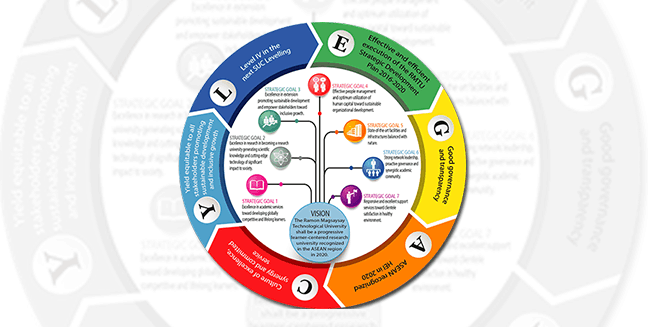 L
Level IV in the
next SUC Levelling
E
Effective and efficient
execution of the RMTU
Strategic Development
Plan 2016-2020
G
Good governance
and transparency
A
ASEAN recognized
HEI in 2020
C
Culture of excellence,
synergy and committed
service
Y
Yield equitable to all
stakeholders promoting
sustainable development
and inclusive growth
STRATEGIC GOAL 3
Excellence in extension
promoting sustainable development
and empower stakeholders toward
inclusive growth.
STRATEGIC GOAL 4
Effective people management
and optimum utilization of
human capital toward sustainable
organizational development.
STRATEGIC GOAL 2
Excellence in research in becoming a research
university generating scientific
knowledge and cutting-edge
technology of significant
impact to society.
STRATEGIC GOAL 5
State-of-the-art facilities and
infrastructures balanced with
nature.
STRATEGIC GOAL 6
Strong network leadership,
proactive governance and
synergistic academic
community.
STRATEGIC GOAL 1
Excellence in academic services
toward developing globally
competitive and lifelong learners.
STRATEGIC GOAL 7
Responsive and excellent support
services toward clientele
satisfaction in healthy
environment.
VISION
The Ramon Magsaysay
Technological University
shall be a progressive
learner-centered research
university recognized
in the ASEAN region
in 2020.